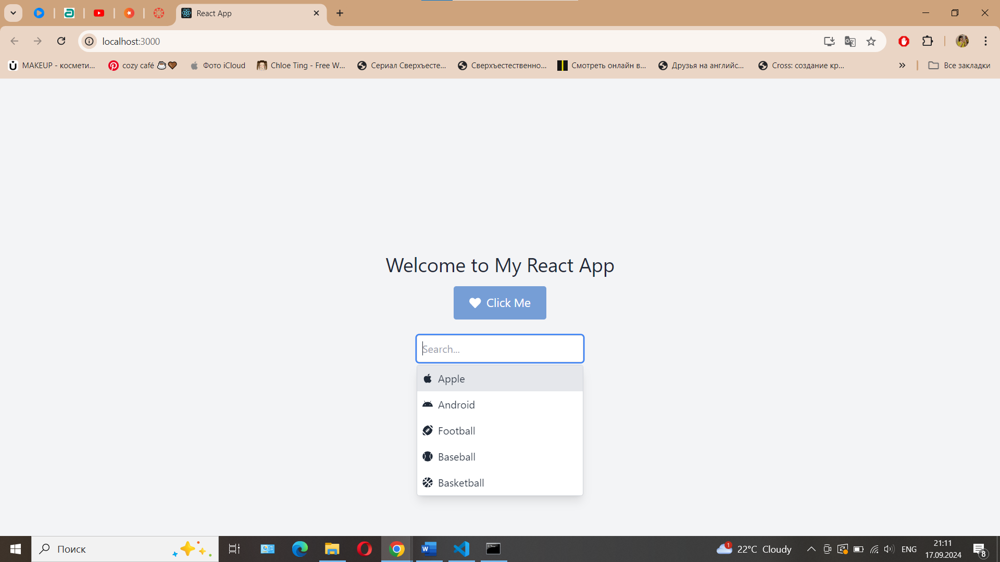 React App
localhost:3000
MAKEUP - космети...
cozy café
Фото iCloud
Chloe Ting - Free W...
Сериал Сверхъесте...
Сверхъестественно...
Смотреть онлайн в...
Друзья на английс...
Cross: создание кр...
Все закладки
Welcome to My React App
Click Me
Search...
Apple
Android
Football
Baseball
Basketball
Поиск
1
22°C Cloudy
ENG
21:11
17.09.2024
8